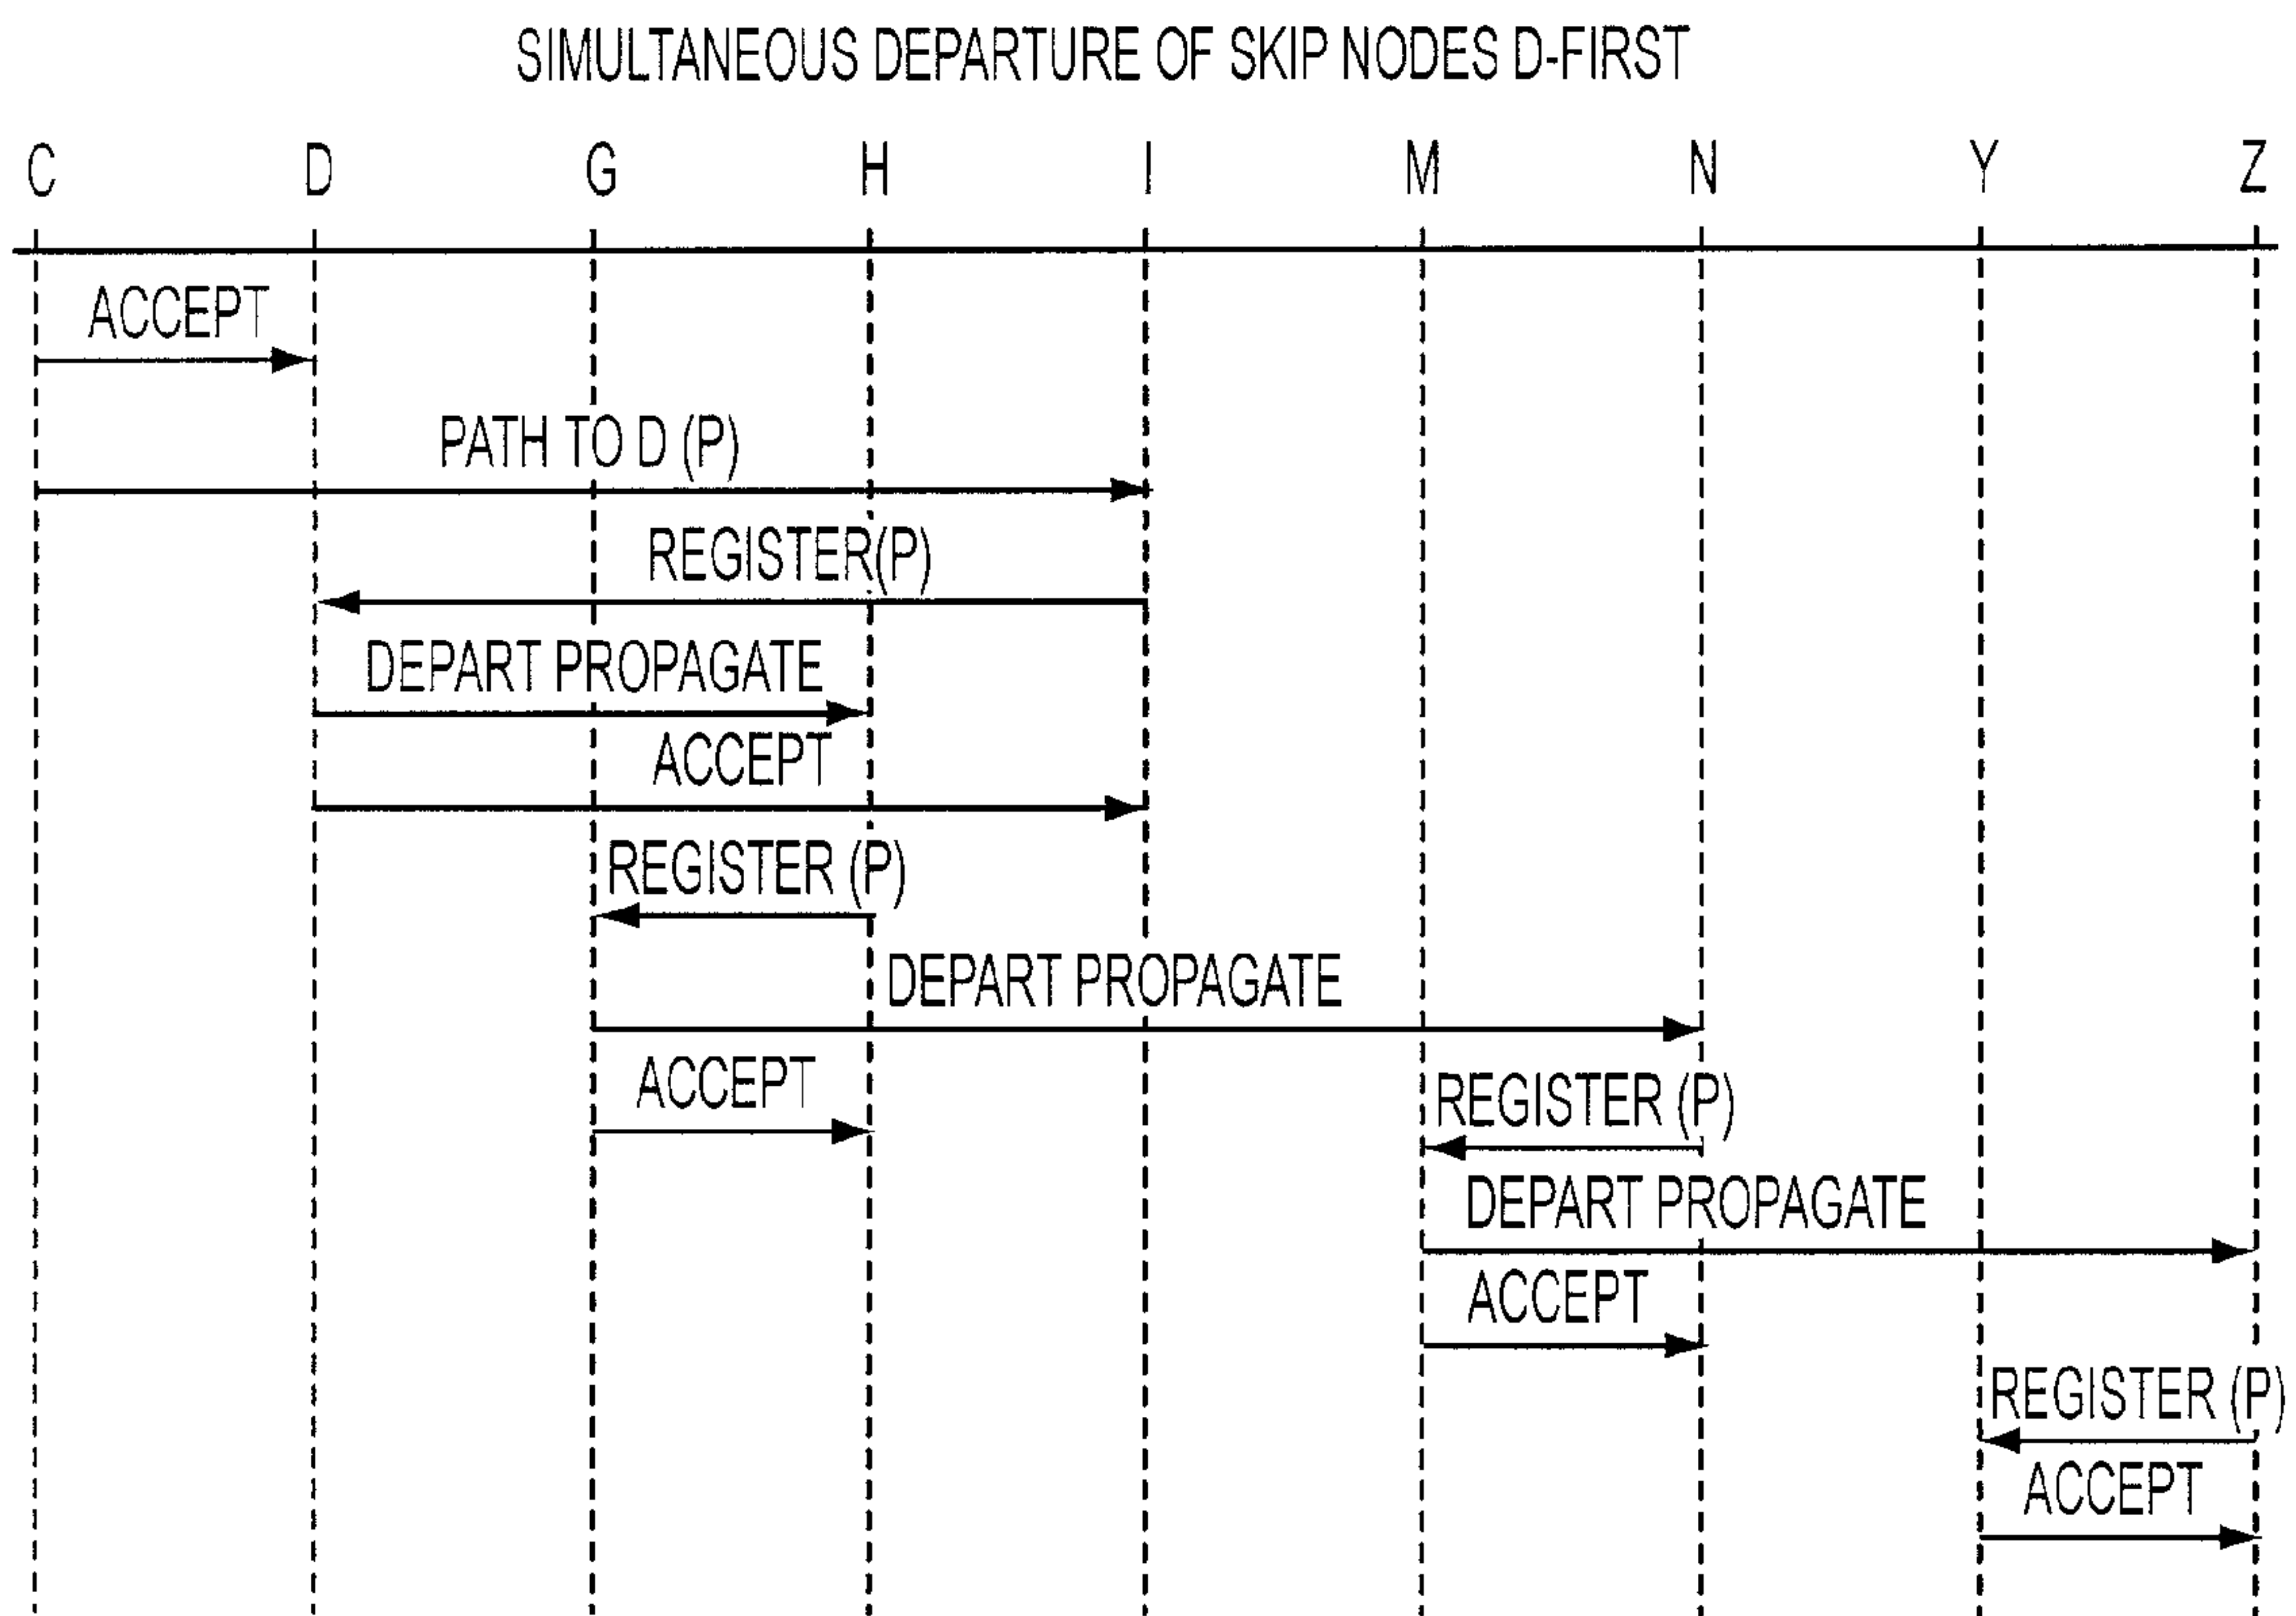 SIMULTANEOUS DEPARTURE OF SKIP NODES D-FIRST
C D G H I M N Y Z
ACCEPT
PATH TO D (P)
REGISTER(P)
DEPART PROPAGATE
ACCEPT
REGISTER (P)
DEPART PROPAGATE
ACCEPT
REGISTER (P)
DEPART PROPAGATE
ACCEPT
REGISTER (P)
ACCEPT